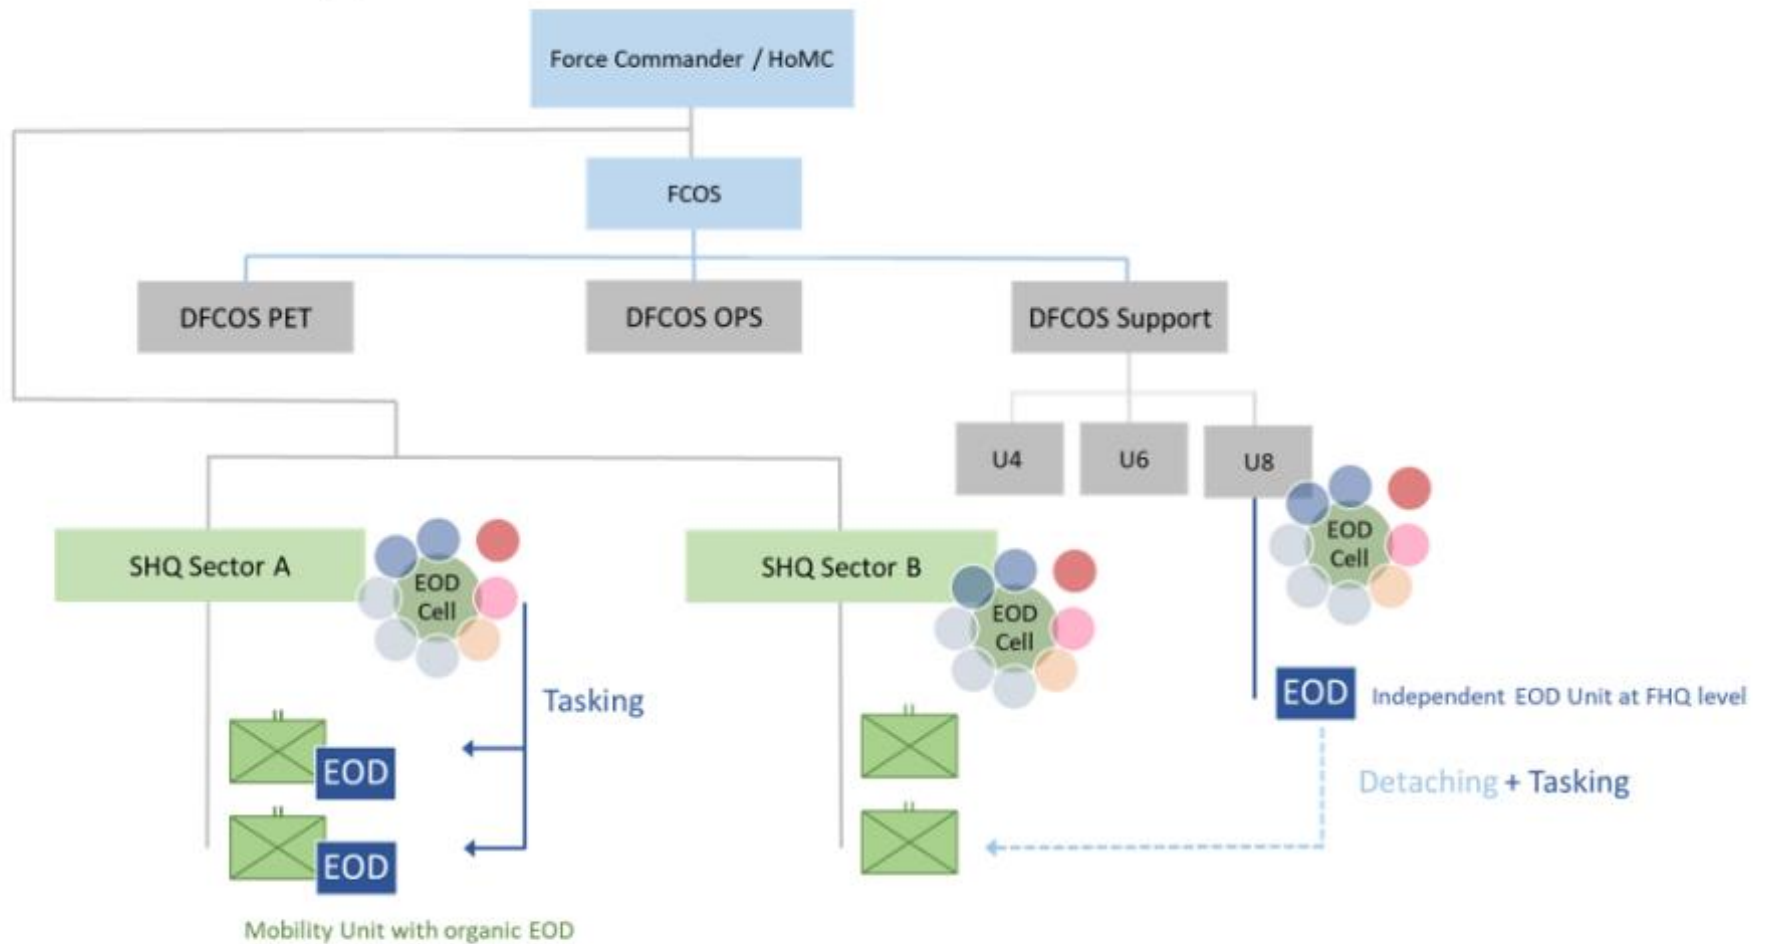 Force Commander / HoMC
FCOS
DFCOS PET
DFCOS OPS
DFCOS Support
U4
U6
U8
EOD
Cell
SHQ Sector A
EOD
Cell
SHQ Sector B
EOD
Cell
Tasking
EOD
EOD
Mobility Unit with organic EOD
EOD
Independent EOD Unit at FHQ level
Detaching + Tasking